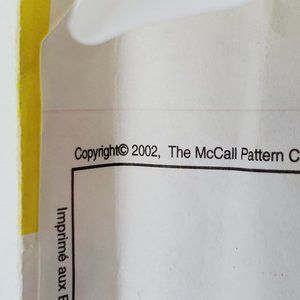 Copyright© 2002, The McCall Pattern C
Imprimé aux